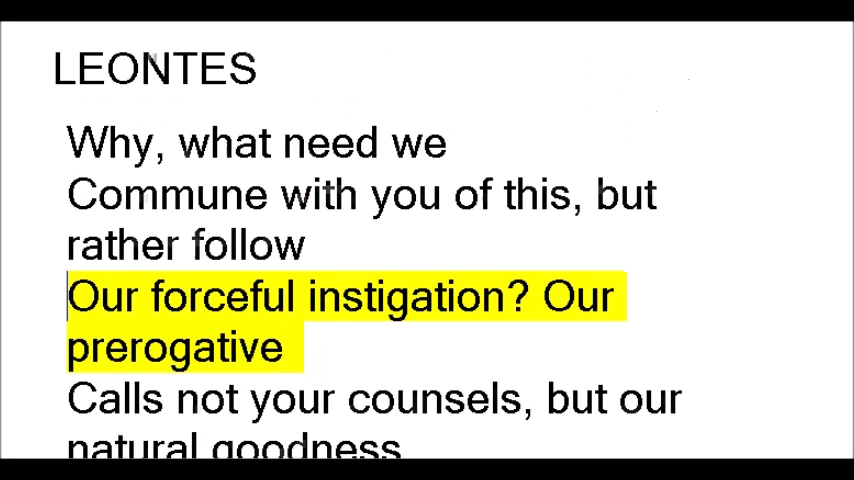 LEONTES
Why, what need we
Commune with you of this, but
rather follow
Our forceful instigation? Our
prerogative
Calls not your counsels, but our
natural goodness